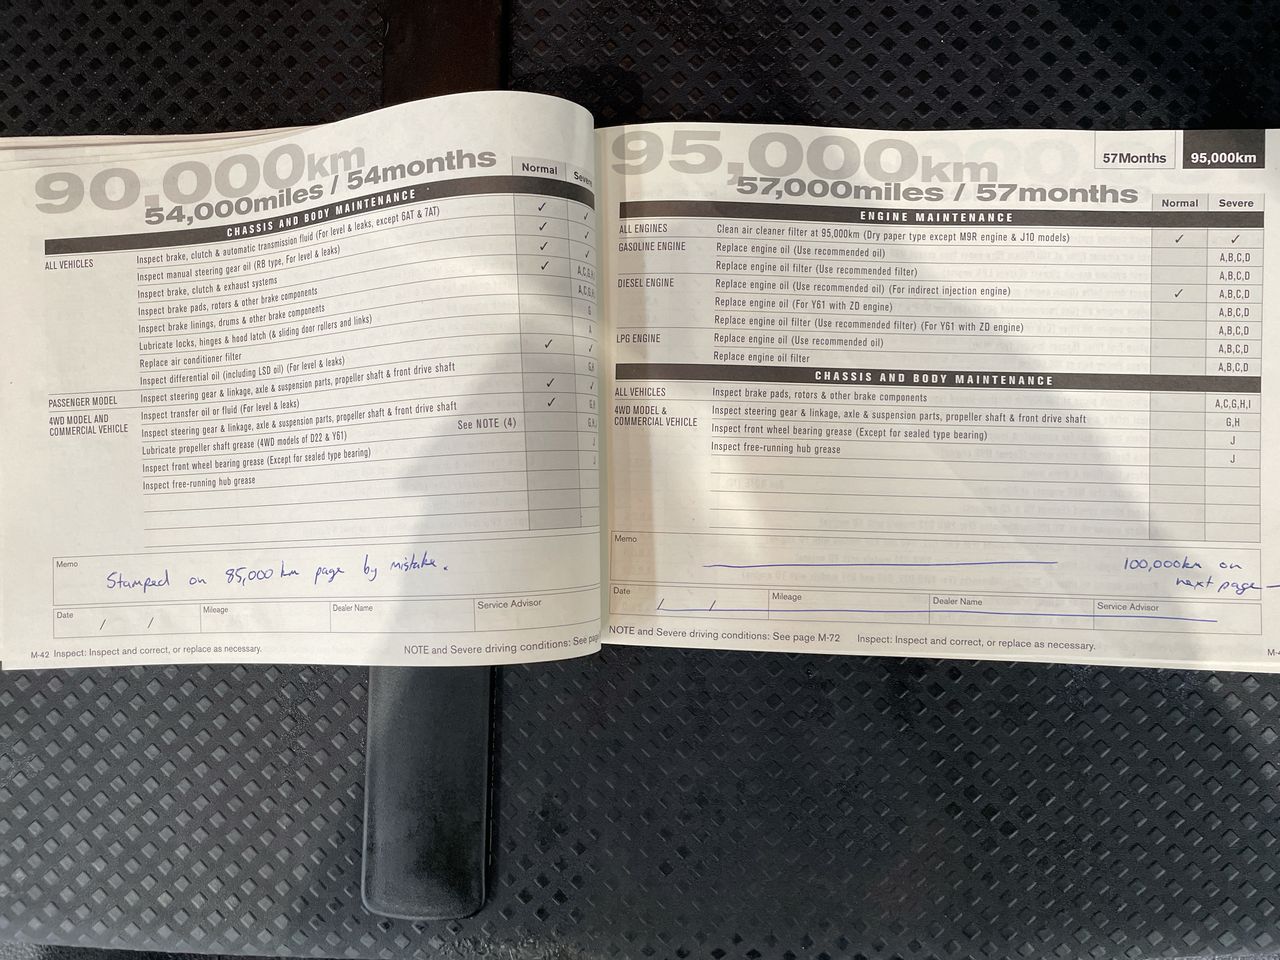 90,000km
54,000miles / 54months
Normal
Severe
CHASSIS AND BODY MAINTENANCE
ALL VEHICLES
Inspect brake, clutch & automatic transmission fluid (For level & leaks, except 6AT & 7AT) ✓ ✓
Inspect manual steering gear oil (RB type, For level & leaks) ✓ ✓
Inspect brake, clutch & exhaust systems ✓ ✓
Inspect brake pads, rotors & other brake components ✓ A,C,G,H
Inspect brake linings, drums & other brake components A,C,G,H
Lubricate locks, hinges & hood latch (& sliding door rollers and links) G
Replace air conditioner filter A
Inspect differential oil (including LSD oil) (For level & leaks) ✓ ✓
Inspect steering gear & linkage, axle & suspension parts, propeller shaft & front drive shaft G,H
PASSENGER MODEL
Inspect transfer oil or fluid (For level & leaks) ✓ ✓
4WD MODEL AND
COMMERCIAL VEHICLE
Inspect steering gear & linkage, axle & suspension parts, propeller shaft & front drive shaft ✓ G,H
Lubricate propeller shaft grease (4WD models of D22 & Y61) See NOTE (4) G,H
Inspect front wheel bearing grease (Except for sealed type bearing) J
Inspect free-running hub grease J
Memo
Stamped on 85,000 km page by mistake.
Date / /
Mileage
Dealer Name
Service Advisor
M-42 Inspect: Inspect and correct, or replace as necessary.
NOTE and Severe driving conditions: See page
95,000km
57,000miles / 57months
57Months
95,000km
Normal
Severe
ENGINE MAINTENANCE
ALL ENGINES Clean air cleaner filter at 95,000km (Dry paper type except M9R engine & J10 models) ✓ ✓
GASOLINE ENGINE Replace engine oil (Use recommended oil) A,B,C,D
Replace engine oil filter (Use recommended filter) A,B,C,D
DIESEL ENGINE Replace engine oil (Use recommended oil) (For indirect injection engine) ✓ A,B,C,D
Replace engine oil (For Y61 with ZD engine) A,B,C,D
Replace engine oil filter (Use recommended filter) (For Y61 with ZD engine) A,B,C,D
LPG ENGINE Replace engine oil (Use recommended oil) A,B,C,D
Replace engine oil filter A,B,C,D
CHASSIS AND BODY MAINTENANCE
ALL VEHICLES Inspect brake pads, rotors & other brake components A,C,G,H,I
4WD MODEL &
COMMERCIAL VEHICLE
Inspect steering gear & linkage, axle & suspension parts, propeller shaft & front drive shaft G,H
Inspect front wheel bearing grease (Except for sealed type bearing) J
Inspect free-running hub grease J
Memo
100,000km on
next page
Date / /
Mileage
Dealer Name
Service Advisor
NOTE and Severe driving conditions: See page M-72 Inspect: Inspect and correct, or replace as necessary.